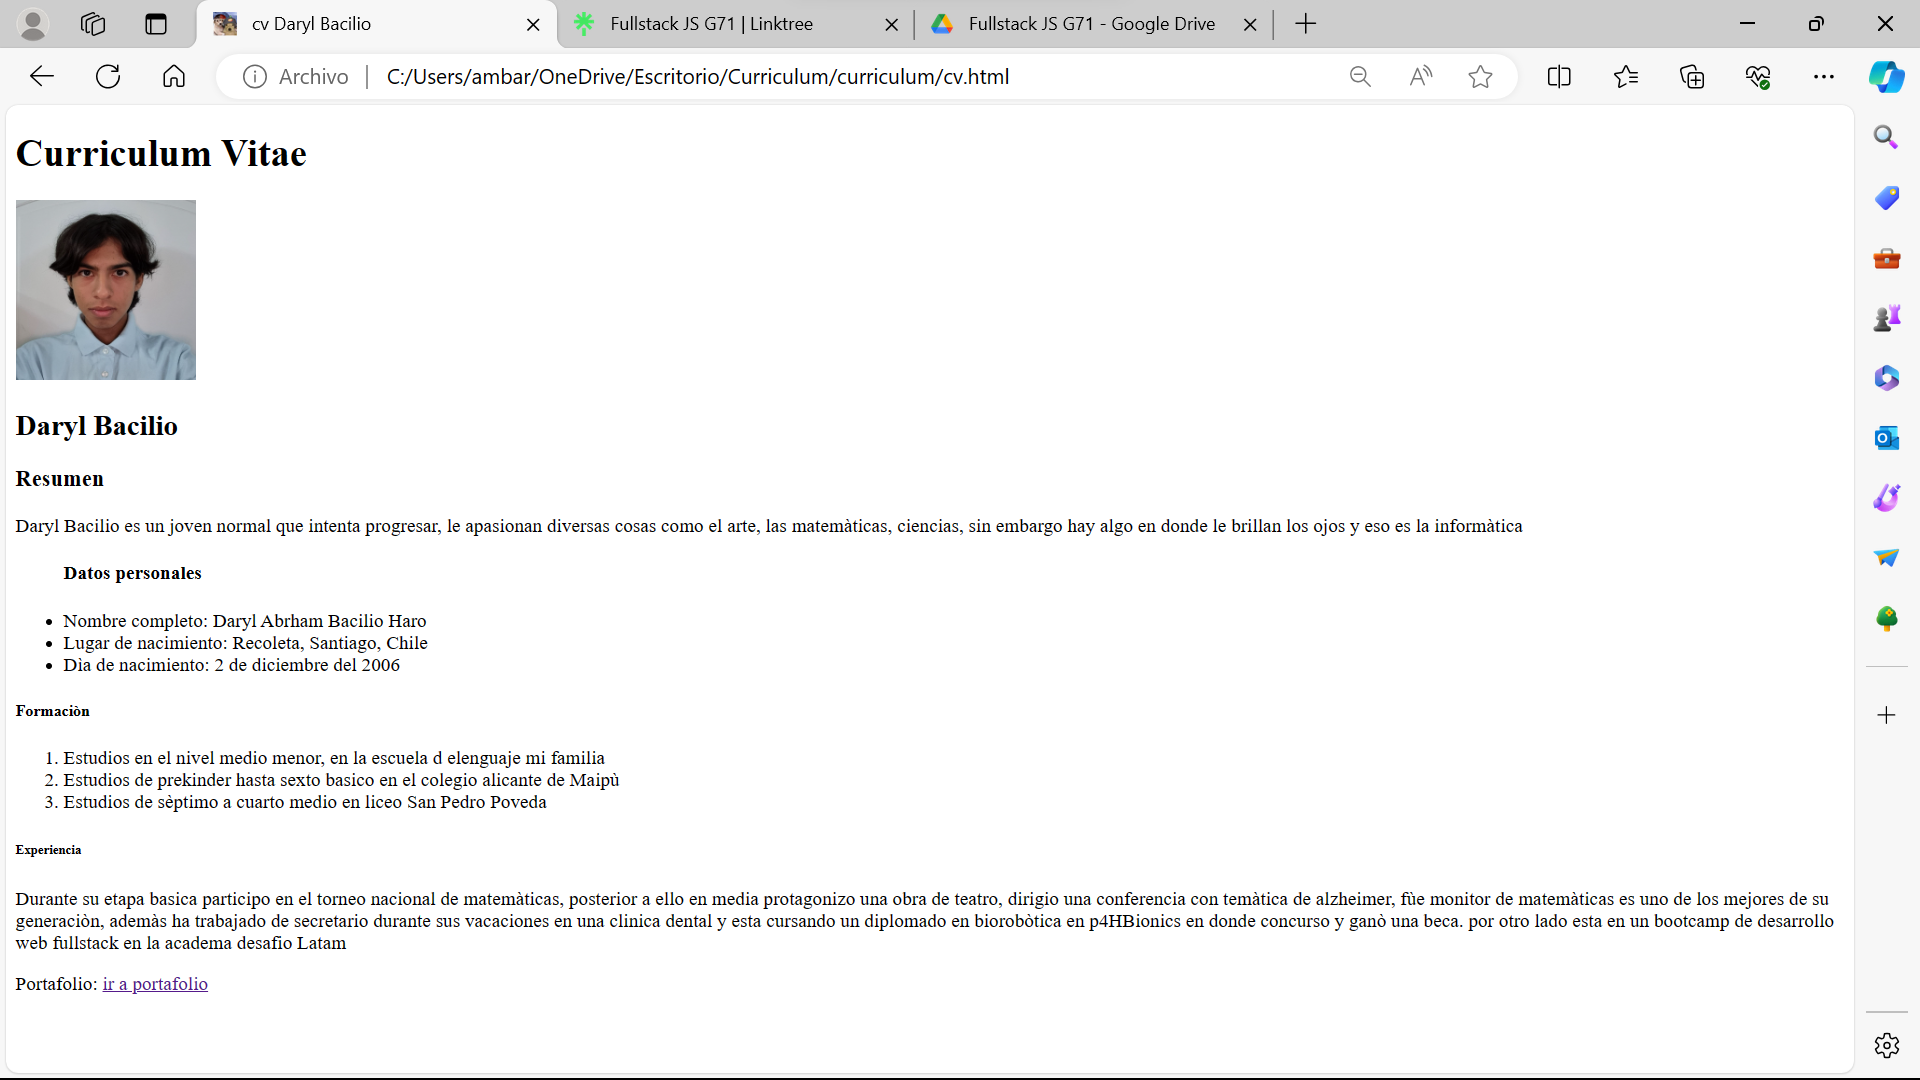 cv Daryl Bacilio
Fullstack JS G71 | Linktree
Fullstack JS G71 - Google Drive
Archivo
C:/Users/ambar/OneDrive/Escritorio/Curriculum/curriculum/cv.html
Curriculum Vitae
Daryl Bacilio
Resumen
Daryl Bacilio es un joven normal que intenta progresar, le apasionan diversas cosas como el arte, las matemàticas, ciencias, sin embargo hay algo en donde le brillan los ojos y eso es la informàtica
Datos personales
• Nombre completo: Daryl Abrham Bacilio Haro
• Lugar de nacimiento: Recoleta, Santiago, Chile
• Dìa de nacimiento: 2 de diciembre del 2006
Formaciòn
1. Estudios en el nivel medio menor, en la escuela d elenguaje mi familia
2. Estudios de prekinder hasta sexto basico en el colegio alicante de Maipù
3. Estudios de sèptimo a cuarto medio en liceo San Pedro Poveda
Experiencia
Durante su etapa basica participo en el torneo nacional de matemàticas, posterior a ello en media protagonizo una obra de teatro, dirigio una conferencia con temàtica de alzheimer, fùe monitor de matemàticas es uno de los mejores de su
generaciòn, ademàs ha trabajado de secretario durante sus vacaciones en una clinica dental y esta cursando un diplomado en biorobòtica en p4HBionics en donde concurso y ganò una beca. por otro lado esta en un bootcamp de desarrollo
web fullstack en la academa desafio Latam
Portafolio: ir a portafolio